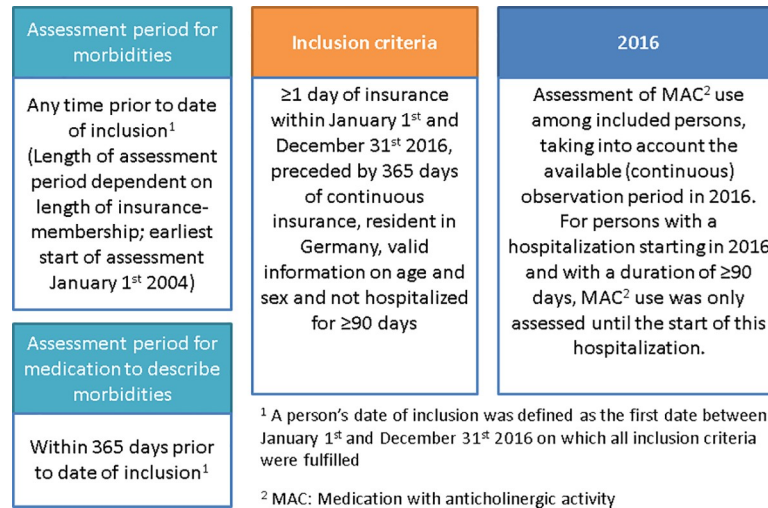 Assessment period for
morbidities
Any time prior to date
of inclusion¹
(Length of assessment
period dependent on
length of insurance-
membership; earliest
start of assessment
January 1ˢᵗ 2004)
Assessment period for
medication to describe
morbidities
Within 365 days prior
to date of inclusion¹
Inclusion criteria
≥1 day of insurance
within January 1ˢᵗ and
December 31ˢᵗ 2016,
preceded by 365 days
of continuous
insurance, resident in
Germany, valid
information on age and
sex and not hospitalized
for ≥90 days
2016
Assessment of MAC² use
among included persons,
taking into account the
available (continuous)
observation period in 2016.
For persons with a
hospitalization starting in 2016
and with a duration of ≥90
days, MAC² use was only
assessed until the start of this
hospitalization.
¹ A person's date of inclusion was defined as the first date between
January 1ˢᵗ and December 31ˢᵗ 2016 on which all inclusion criteria
were fulfilled
² MAC: Medication with anticholinergic activity